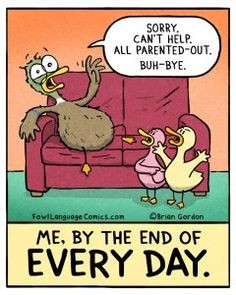 SORRY.
CAN'T HELP.
ALL PARENTED-OUT.
BUH-BYE.
FowlLanguageComics.com ©Brian Gordon
ME, BY THE END OF
EVERY DAY.